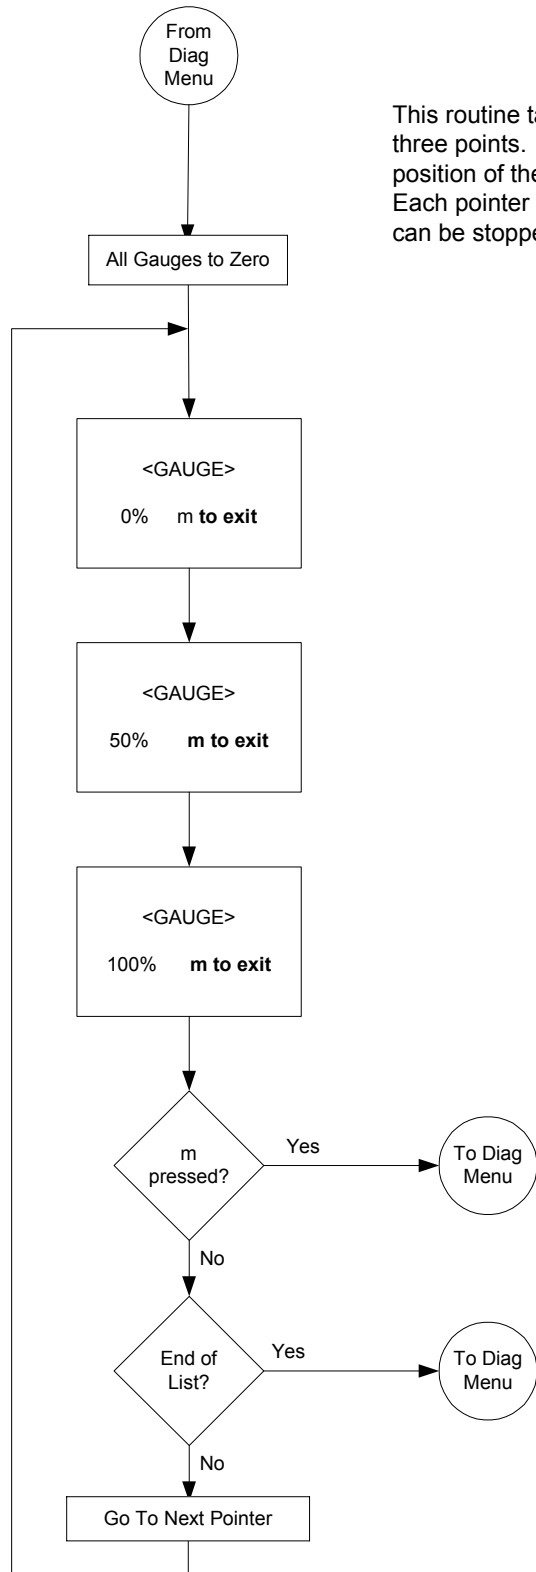 From
Diag
Menu
This routine
three points.
position of the
Each pointer
can be
All Gauges to Zero
<GAUGE>
0% m to exit
<GAUGE>
50% m to exit
<GAUGE>
100% m to exit
m
pressed?
Yes
To Diag
Menu
No
End of
List?
Yes
To Diag
Menu
No
Go To Next Pointer